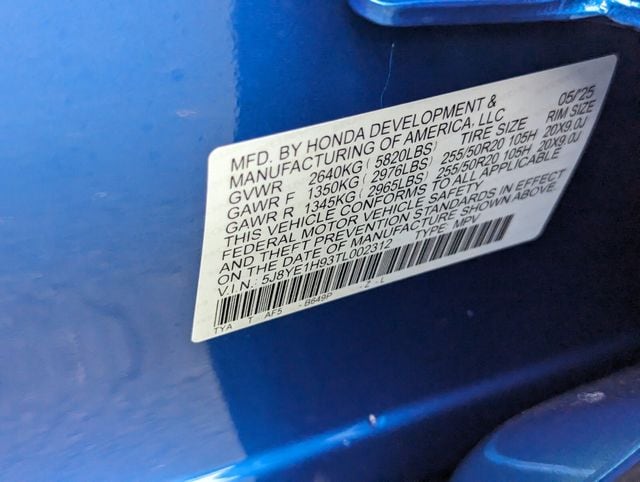 MFD. BY HONDA DEVELOPMENT & 05/25
MANUFACTURING OF AMERICA, LLC TIRE SIZE RIM SIZE
GVWR 2640KG ( 5820LBS)
GAWR F 1350KG ( 2976LBS) 255/50R20 105H 20X9.0J
GAWR R 1345KG ( 2965LBS) 255/50R20 105H 20X9.0J
THIS VEHICLE CONFORMS TO ALL APPLICABLE
FEDERAL MOTOR VEHICLE SAFETY
AND THEFT PREVENTION STANDARDS IN EFFECT
ON THE DATE OF MANUFACTURE SHOWN ABOVE.
V.I.N.: 5J8YE1H93TL002312 TYPE: MPV
TYA T AF5 - B649P - Z - L